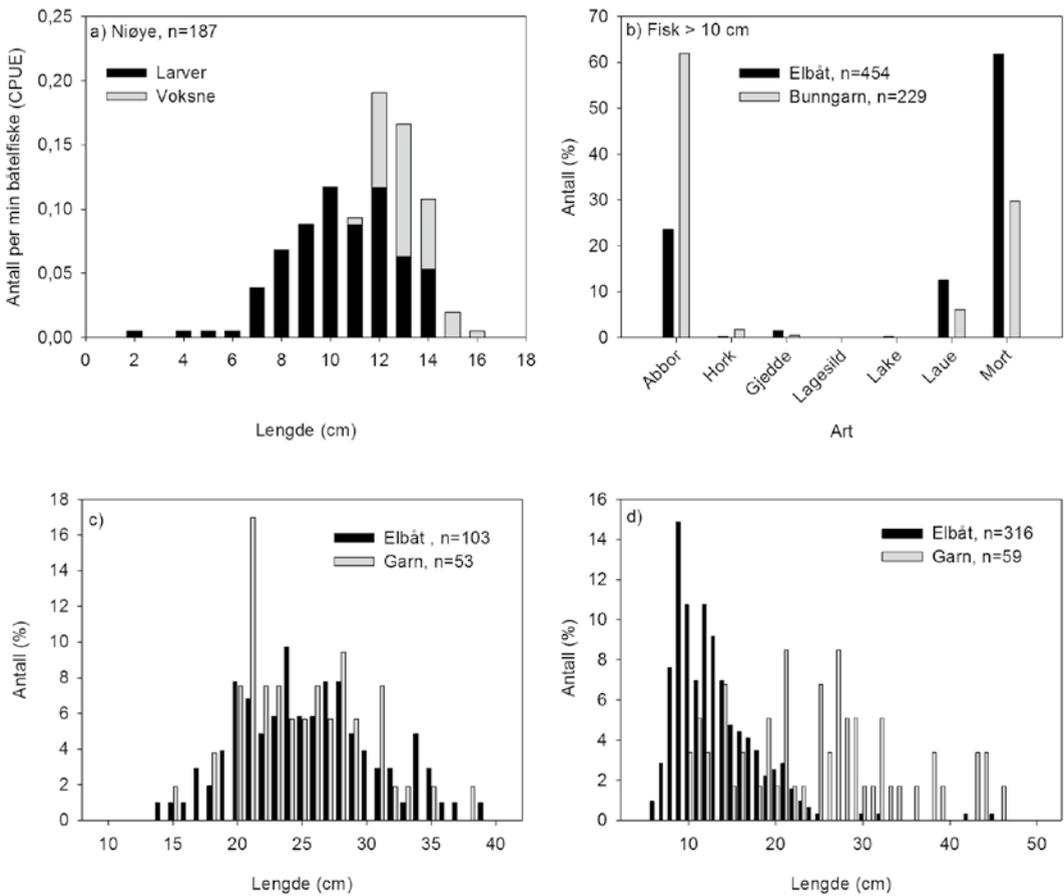 a) Niøye, n=187
Larver
Voksne
Antall per min båtelfiske (CPUE)
0,25
0,20
0,15
0,10
0,05
0,00
0 2 4 6 8 10 12 14 16 18
Lengde (cm)
b) Fisk > 10 cm
Elbåt, n=454
Bunngarn, n=229
Antall (%)
70
60
50
40
30
20
10
0
Abbor Hork Gjedde Lagesild Lake Laue Mort
Art
c)
Elbåt , n=103
Garn, n=53
Antall (%)
18
16
14
12
10
8
6
4
2
0
10 15 20 25 30 35 40
Lengde (cm)
d)
Elbåt, n=316
Garn, n=59
Antall (%)
16
14
12
10
8
6
4
2
0
10 20 30 40 50
Lengde (cm)